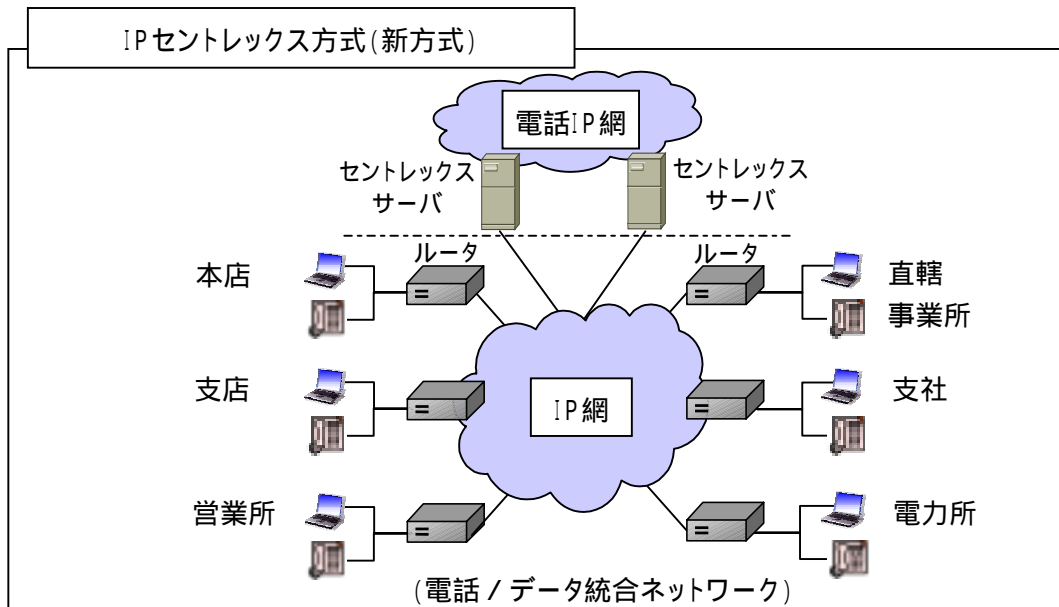 IPセントレックス方式(新方式)
電話IP網
セントレックス
サーバ
セントレックス
サーバ
ルータ
ルータ
本店
直轄
事業所
支店
IP網
支社
営業所
電力所
(電話/データ統合ネットワーク)